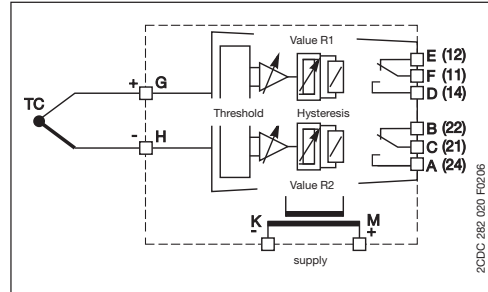 Value R1
E (12)
+ G
F (11)
TC
D (14)
Threshold
Hysteresis
B (22)
- H
C (21)
A (24)
Value R2
K M
- +
supply
2CDC 282 020 F0206